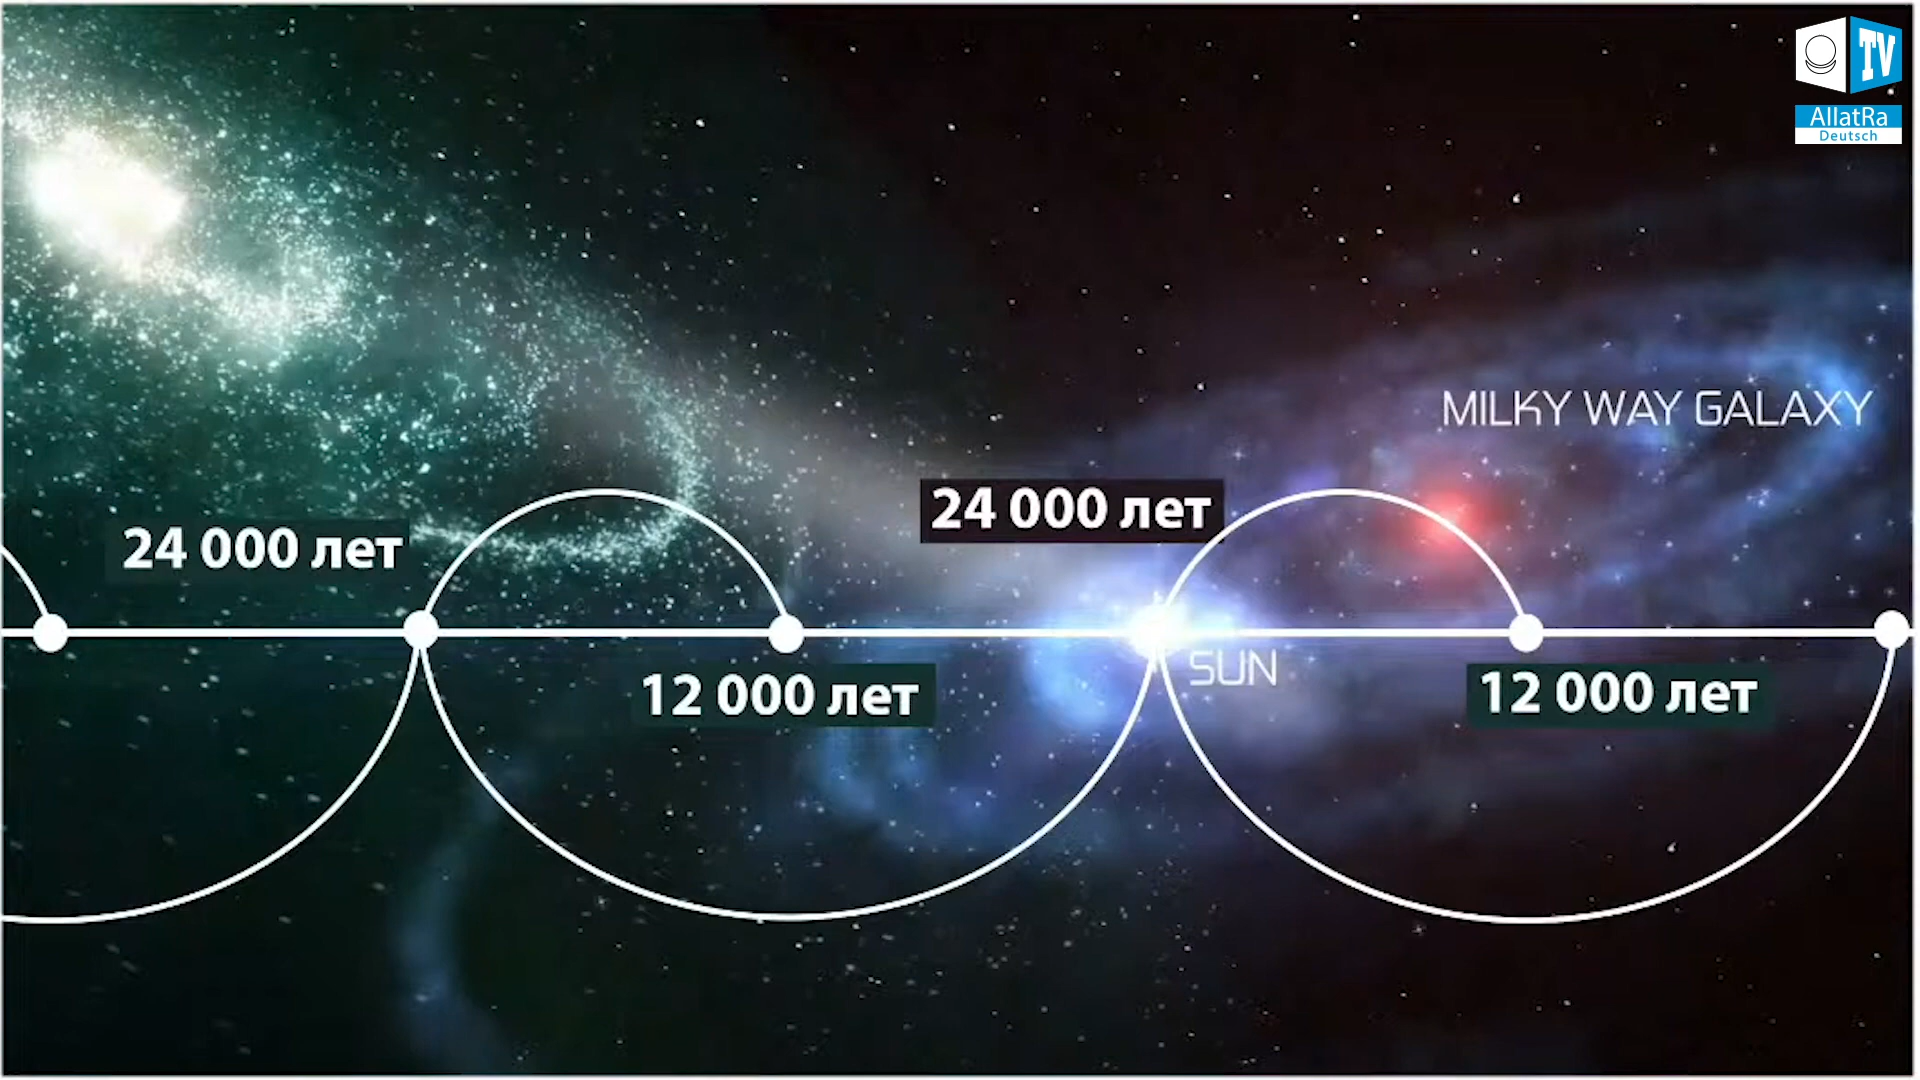 TV
AllatRa
Deutsch
MILKY WAY GALAXY
24 000 лет
24 000 лет
SUN
12 000 лет
12 000 лет